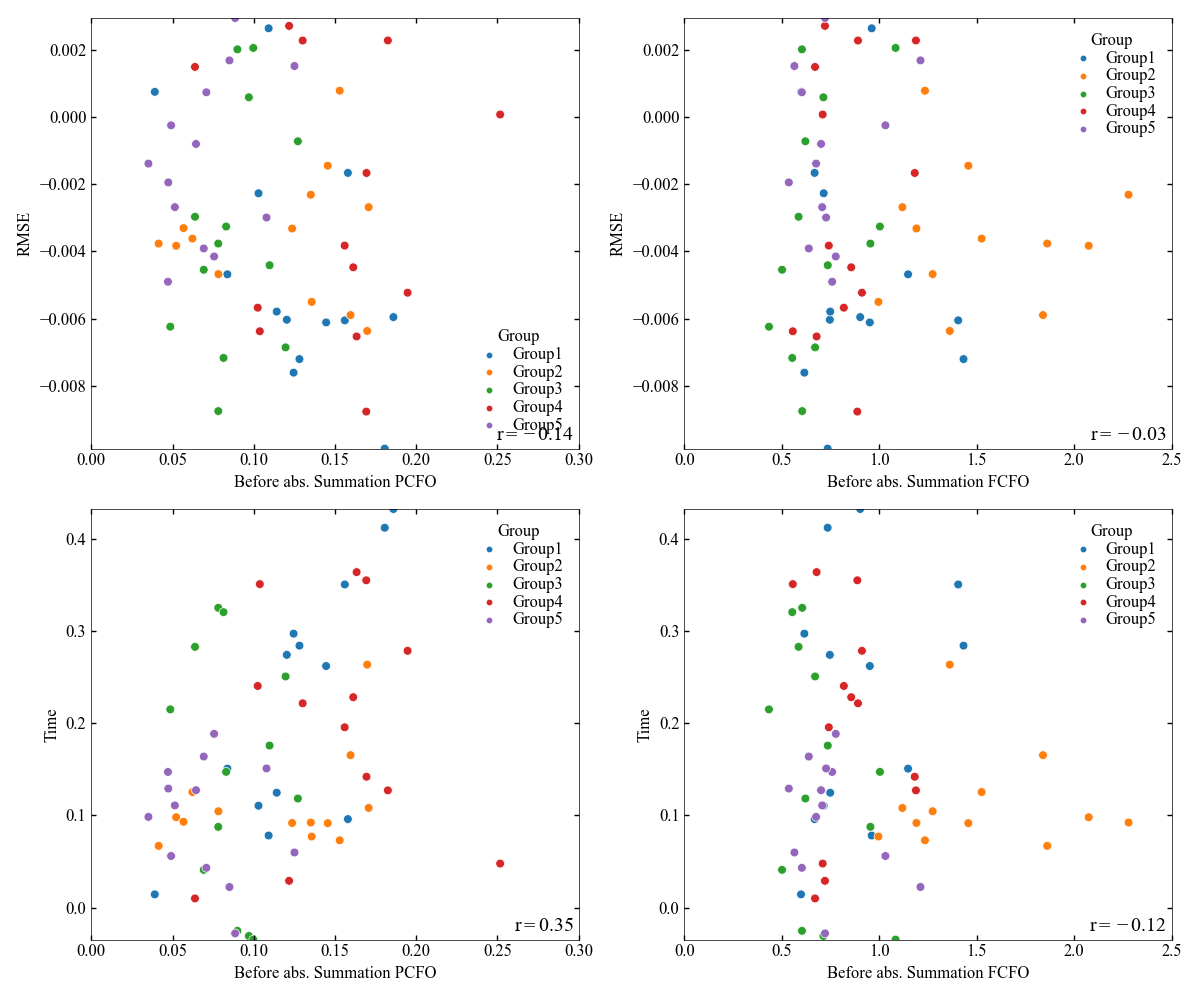 0.002
0.000
−0.002
−0.004
−0.006
−0.008
RMSE
0.00 0.05 0.10 0.15 0.20 0.25 0.30
Before abs. Summation PCFO
Group
Group1
Group2
Group3
Group4
Group5
r= −0.14
0.002
0.000
−0.002
−0.004
−0.006
−0.008
RMSE
0.0 0.5 1.0 1.5 2.0 2.5
Before abs. Summation FCFO
Group
Group1
Group2
Group3
Group4
Group5
r= −0.03
0.4
0.3
0.2
0.1
0.0
Time
0.00 0.05 0.10 0.15 0.20 0.25 0.30
Before abs. Summation PCFO
Group
Group1
Group2
Group3
Group4
Group5
r=0.35
0.4
0.3
0.2
0.1
0.0
Time
0.0 0.5 1.0 1.5 2.0 2.5
Before abs. Summation FCFO
Group
Group1
Group2
Group3
Group4
Group5
r= −0.12